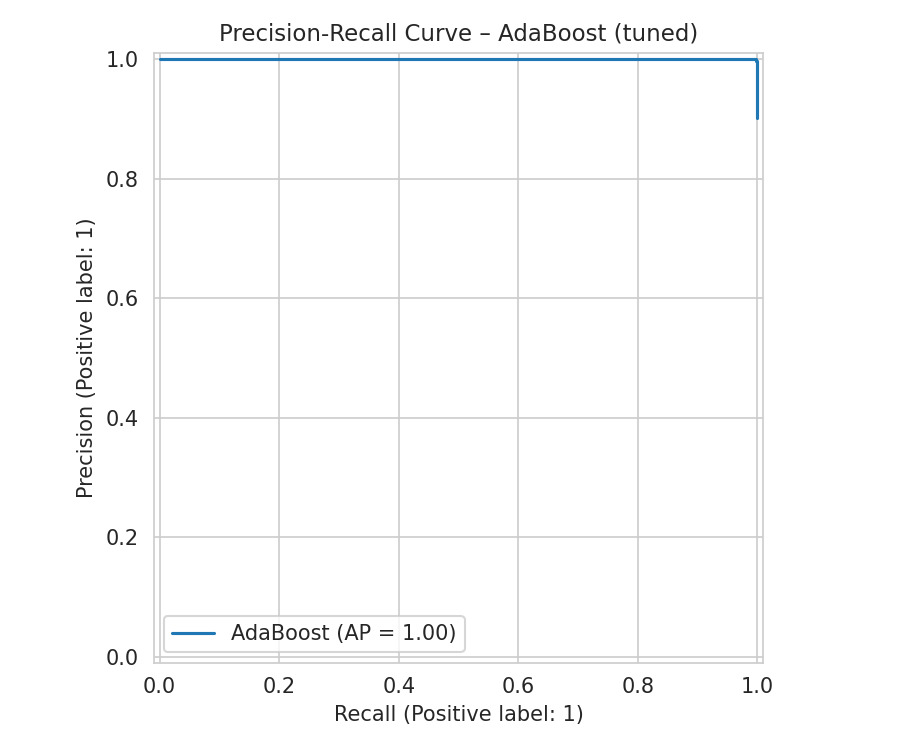 Precision-Recall Curve – AdaBoost (tuned)
1.0
0.8
0.6
0.4
0.2
0.0
Precision (Positive label: 1)
AdaBoost (AP = 1.00)
0.0 0.2 0.4 0.6 0.8 1.0
Recall (Positive label: 1)